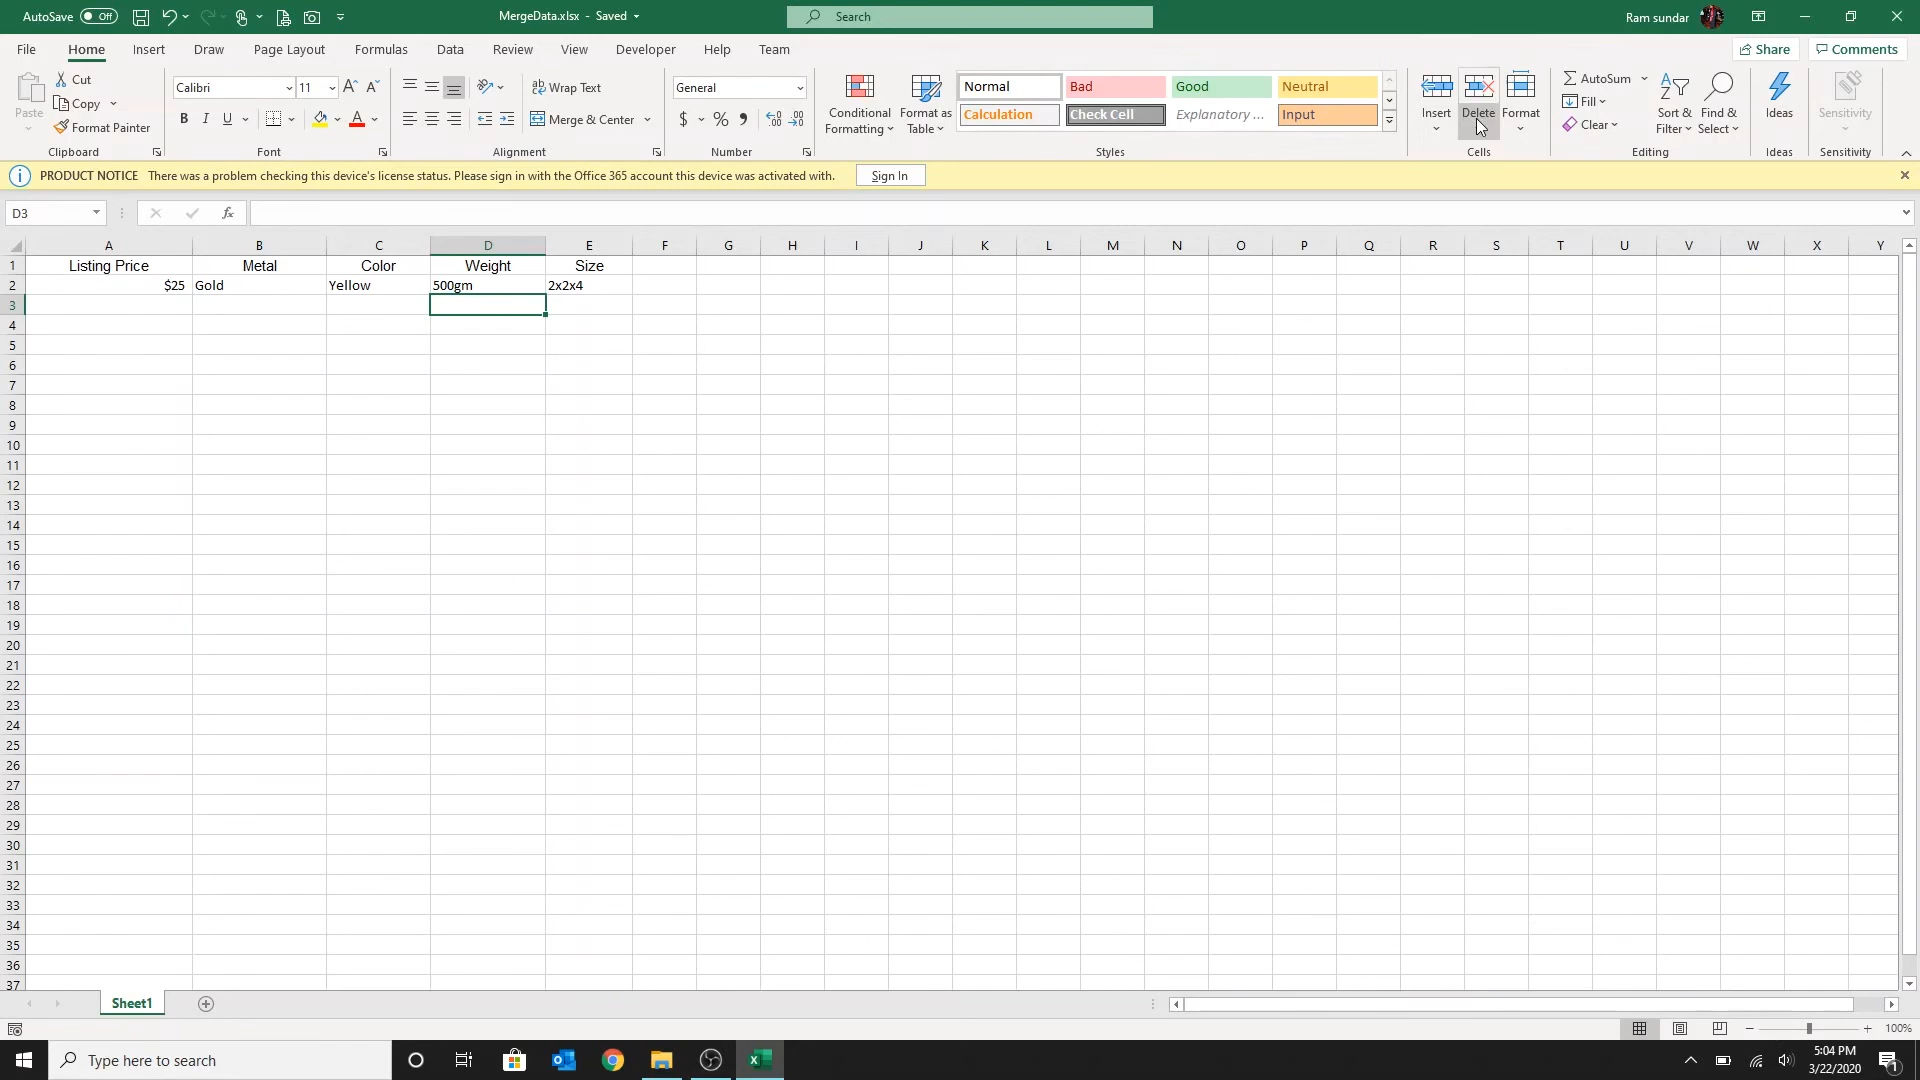 AutoSave Off MergeData.xlsx - Saved Search Ram sundar
File Home Insert Draw Page Layout Formulas Data Review View Developer Help Team Share Comments
Paste
Cut
Copy
Format Painter
Clipboard
Calibri 11
B I U
Font
Wrap Text
Merge & Center
Alignment
General
$ % ,
Number
Conditional Formatting
Format as Table
Normal Bad Good Neutral
Calculation Check Cell Explanatory ... Input
Styles
Insert Delete Format
Cells
AutoSum
Fill
Clear
Sort & Filter
Find & Select
Editing
Ideas
Ideas
Sensitivity
Sensitivity
PRODUCT NOTICE There was a problem checking this device's license status. Please sign in with the Office 365 account this device was activated with. Sign In
D3 fx
A B C D E F G H I J K L M N O P Q R S T U V W X Y
1 Listing Price Metal Color Weight Size
2 $25 Gold Yellow 500gm 2x2x4
3
4
5
6
7
8
9
10
11
12
13
14
15
16
17
18
19
20
21
22
23
24
25
26
27
28
29
30
31
32
33
34
35
36
37
Sheet1
100%
Type here to search
5:04 PM
3/22/2020
1